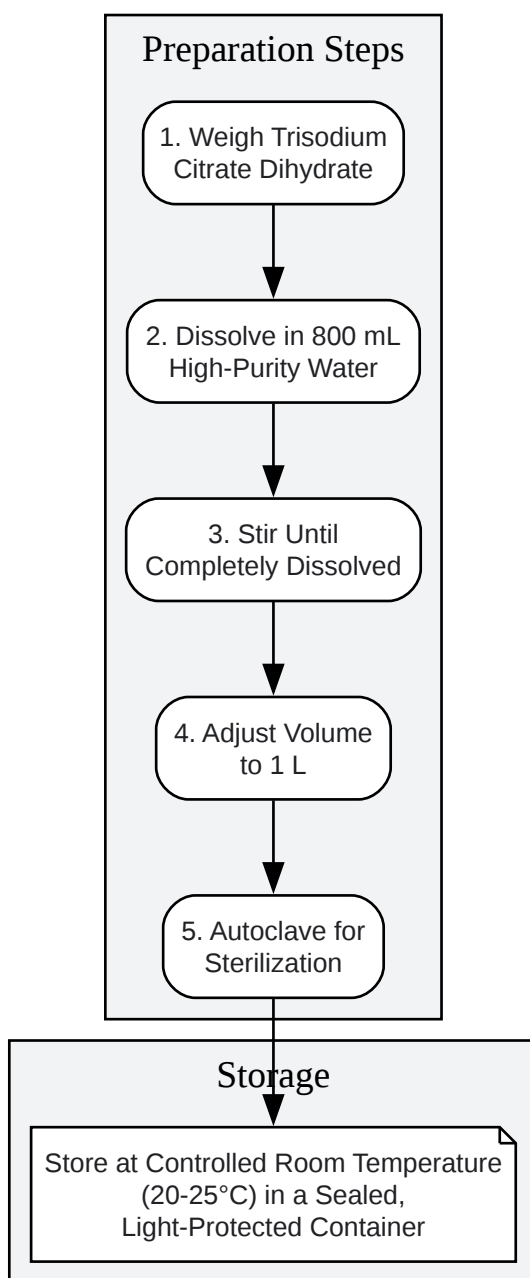 Preparation Steps
1. Weigh Trisodium
Citrate Dihydrate
2. Dissolve in 800 mL
High-Purity Water
3. Stir Until
Completely Dissolved
4. Adjust Volume
to 1 L
5. Autoclave for
Sterilization
Storage
Store at Controlled Room Temperature
(20-25°C) in a Sealed,
Light-Protected Container